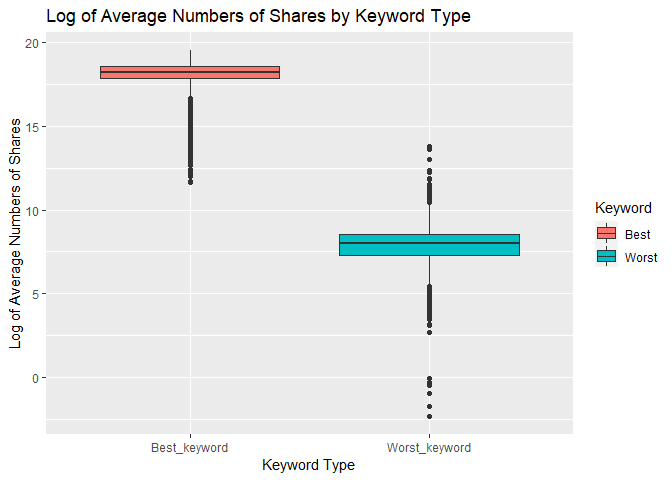 Log of Average Numbers of Shares by Keyword Type
Log of Average Numbers of Shares
20
15
10
5
0
Best_keyword
Worst_keyword
Keyword Type
Keyword
Best
Worst